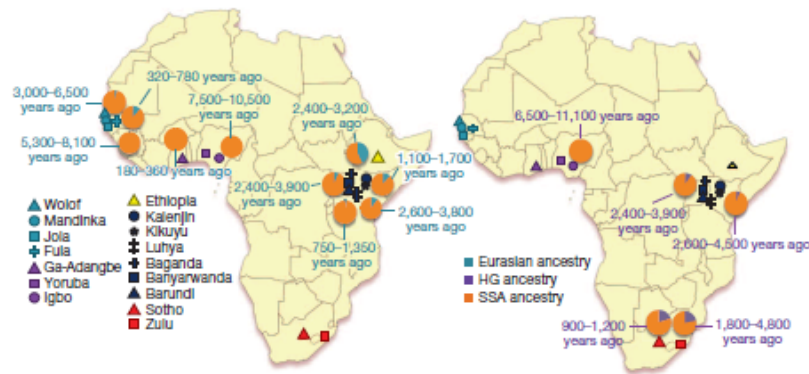 3,000–6,500
years ago
320–780 years ago
7,500–10,500
years ago
2,400–3,200
years ago
5,300–8,100
years ago
180–360 years ago
1,100–1,700
years ago
2,400–3,900
years ago
2,600–3,800
years ago
750–1,350
years ago
Wolof
Mandinka
Jola
Fula
Ga-Adangbe
Yoruba
Igbo
Ethiopia
Kalenjin
Kikuyu
Luhya
Baganda
Banyarwanda
Barundi
Sotho
Zulu
6,500–11,100
years ago
2,400–3,900
years ago
2,600–4,500 years ago
Eurasian ancestry
HG ancestry
SSA ancestry
900–1,200
years ago
1,800–4,800
years ago